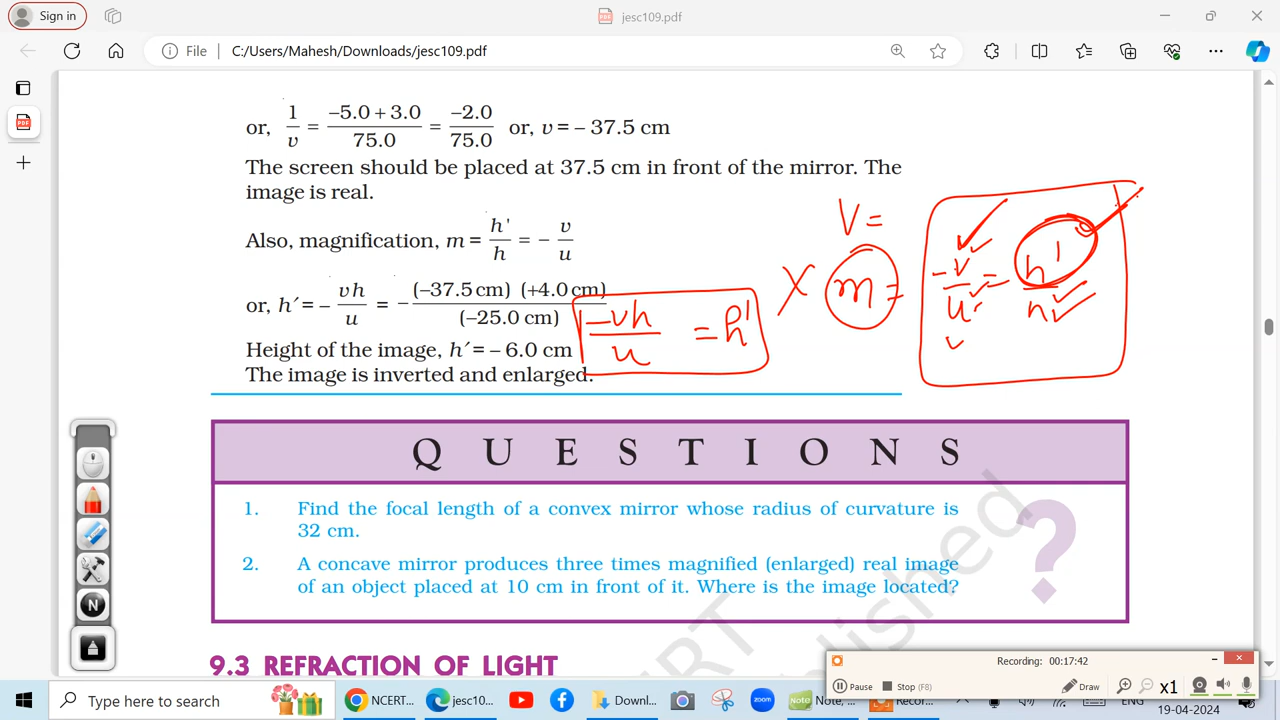 Sign in
jesc109.pdf
File
C:/Users/Mahesh/Downloads/jesc109.pdf
or, 1/v = (–5.0 + 3.0)/75.0 = –2.0/75.0 or, v = – 37.5 cm
The screen should be placed at 37.5 cm in front of the mirror. The
image is real.
Also, magnification, m = h'/h = – v/u
or, h′ = – vh/u = – (–37.5 cm) (+4.0 cm)/(–25.0 cm)
Height of the image, h′ = – 6.0 cm
The image is inverted and enlarged.
V =
X m = -v/u = h'/h
-vh/u = h'
QUESTIONS
1. Find the focal length of a convex mirror whose radius of curvature is
32 cm.
2. A concave mirror produces three times magnified (enlarged) real image
of an object placed at 10 cm in front of it. Where is the image located?
?
9.3 REFRACTION OF LIGHT
Recording: 00:17:42
Pause
Stop (F8)
Draw
x1
N
Type here to search
NCERT...
jesc10...
Downl...
zoom
Note, ...
Recor...
19-04-2024